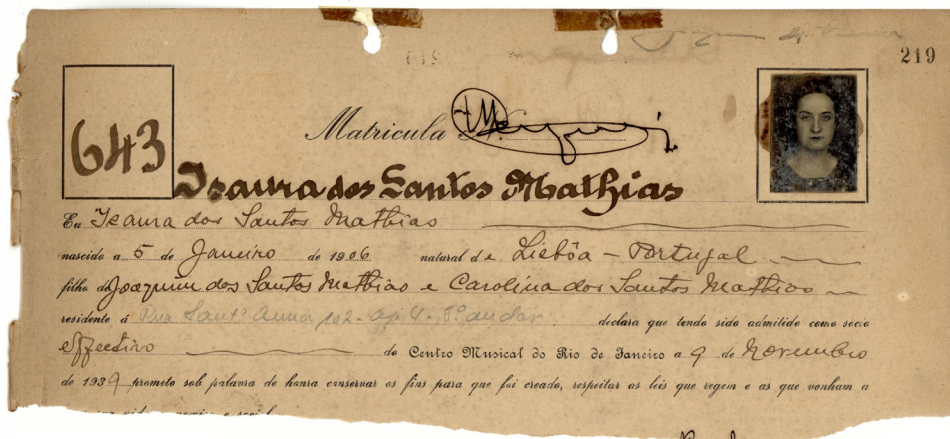 219
643
Matricula N.
Isaura dos Santos Mathias
Eu Isaura dos Santos Mathias
nascido a 5 de Janeiro de 1906 natural de Lisbôa - Portugal
filho de Joaquim dos Santos Mathias e Carolina dos Santos Mathias
residente á Rua Sant' Anna 102 - ap 4 - 3º andar. declara que tendo sido admitido como socio
effectivo do Centro Musical do Rio de Janeiro a 9 de Novembro
de 1939 prometo sob palavra de honra conservar os fins para que foi creado, respeitar as leis que regem e as que venham a